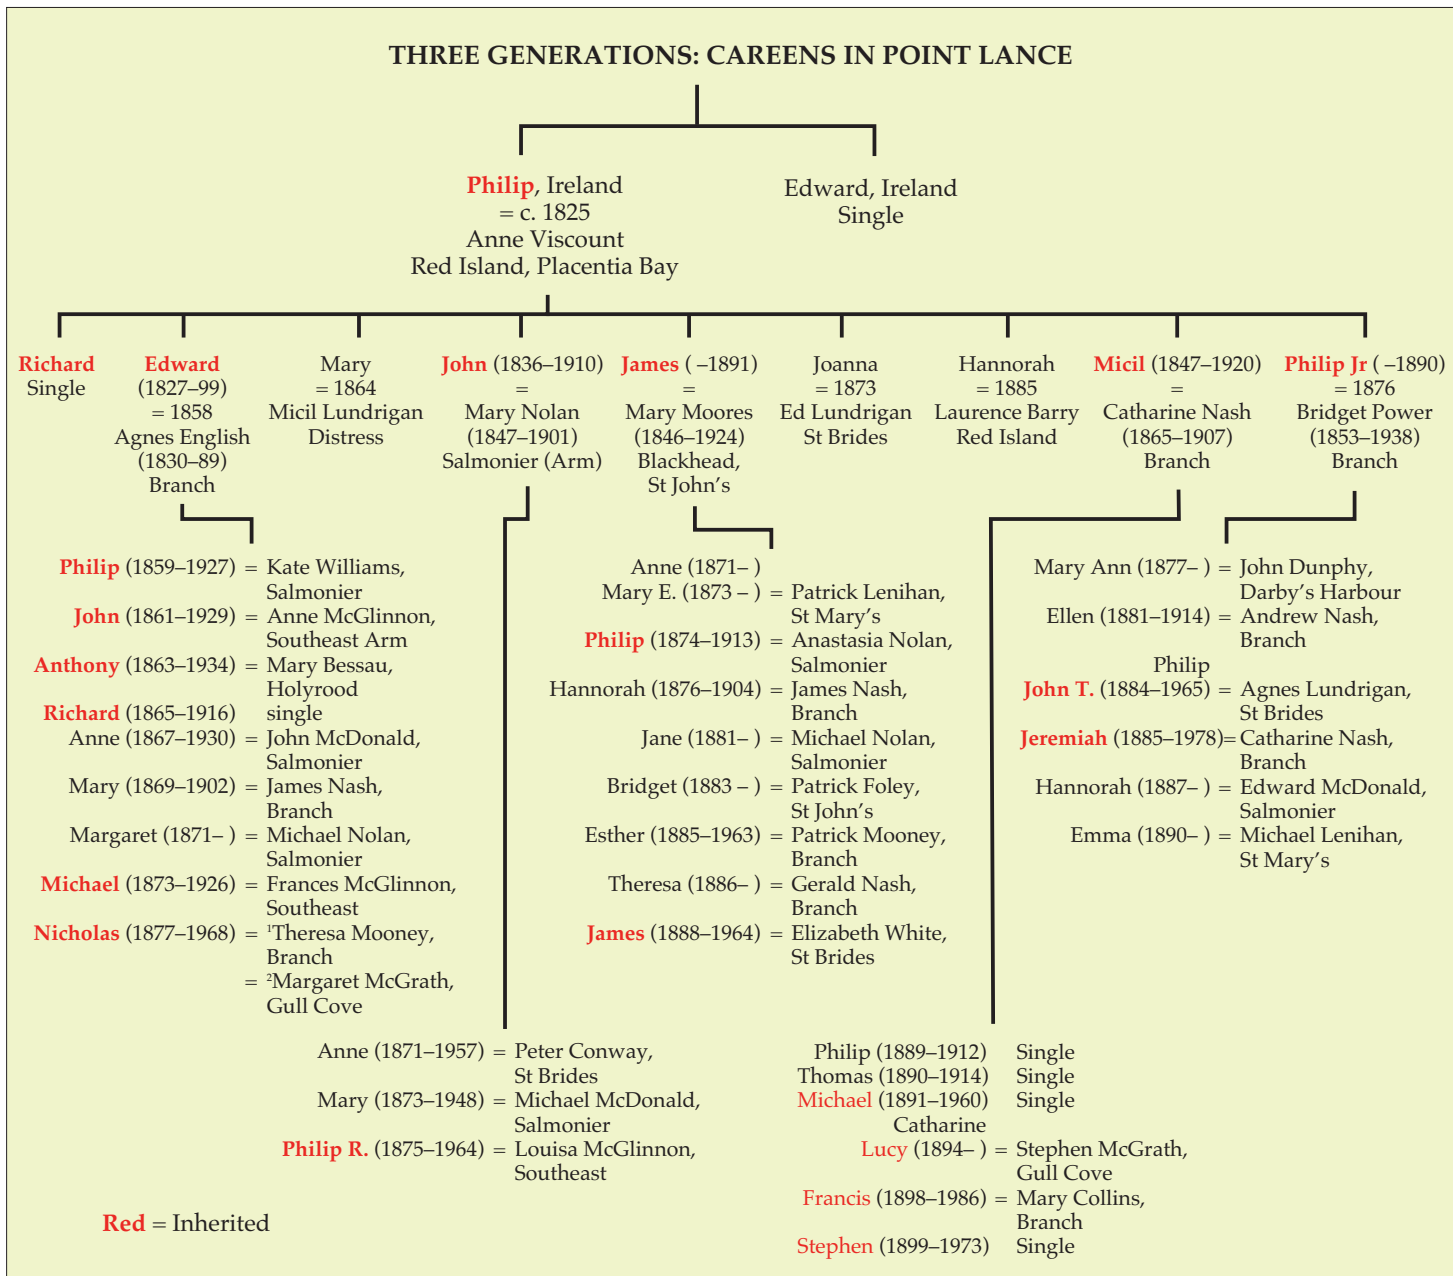 THREE GENERATIONS: CAREENS IN POINT LANCE
Philip, Ireland
= c. 1825
Anne Viscount
Red Island, Placentia Bay
Edward, Ireland
Single
Richard
Single
Edward
(1827–99)
= 1858
Agnes English
(1830–89)
Branch
Mary
= 1864
Micil Lundrigan
Distress
John (1836–1910)
=
Mary Nolan
(1847–1901)
Salmonier (Arm)
James ( –1891)
=
Mary Moores
(1846–1924)
Blackhead,
St John's
Joanna
= 1873
Ed Lundrigan
St Brides
Hannorah
= 1885
Laurence Barry
Red Island
Micil (1847–1920)
=
Catharine Nash
(1865–1907)
Branch
Philip Jr ( –1890)
= 1876
Bridget Power
(1853–1938)
Branch
Philip (1859–1927) = Kate Williams,
Salmonier
John (1861–1929) = Anne McGlinnon,
Southeast Arm
Anthony (1863–1934) = Mary Bessau,
Holyrood
Richard (1865–1916) single
Anne (1867–1930) = John McDonald,
Salmonier
Mary (1869–1902) = James Nash,
Branch
Margaret (1871– ) = Michael Nolan,
Salmonier
Michael (1873–1926) = Frances McGlinnon,
Southeast
Nicholas (1877–1968) = ¹Theresa Mooney,
Branch
= ²Margaret McGrath,
Gull Cove
Anne (1871–1957) = Peter Conway,
St Brides
Mary (1873–1948) = Michael McDonald,
Salmonier
Philip R. (1875–1964) = Louisa McGlinnon,
Southeast
Anne (1871– )
Mary E. (1873 – ) = Patrick Lenihan,
St Mary's
Philip (1874–1913) = Anastasia Nolan,
Salmonier
Hannorah (1876–1904) = James Nash,
Branch
Jane (1881– ) = Michael Nolan,
Salmonier
Bridget (1883 – ) = Patrick Foley,
St John's
Esther (1885–1963) = Patrick Mooney,
Branch
Theresa (1886– ) = Gerald Nash,
Branch
James (1888–1964) = Elizabeth White,
St Brides
Philip (1889–1912) Single
Thomas (1890–1914) Single
Michael (1891–1960) Single
Catharine
Lucy (1894– ) = Stephen McGrath,
Gull Cove
Francis (1898–1986) = Mary Collins,
Branch
Stephen (1899–1973) Single
Mary Ann (1877– ) = John Dunphy,
Darby's Harbour
Ellen (1881–1914) = Andrew Nash,
Branch
Philip
John T. (1884–1965) = Agnes Lundrigan,
St Brides
Jeremiah (1885–1978)= Catharine Nash,
Branch
Hannorah (1887– ) = Edward McDonald,
Salmonier
Emma (1890– ) = Michael Lenihan,
St Mary's
Red = Inherited